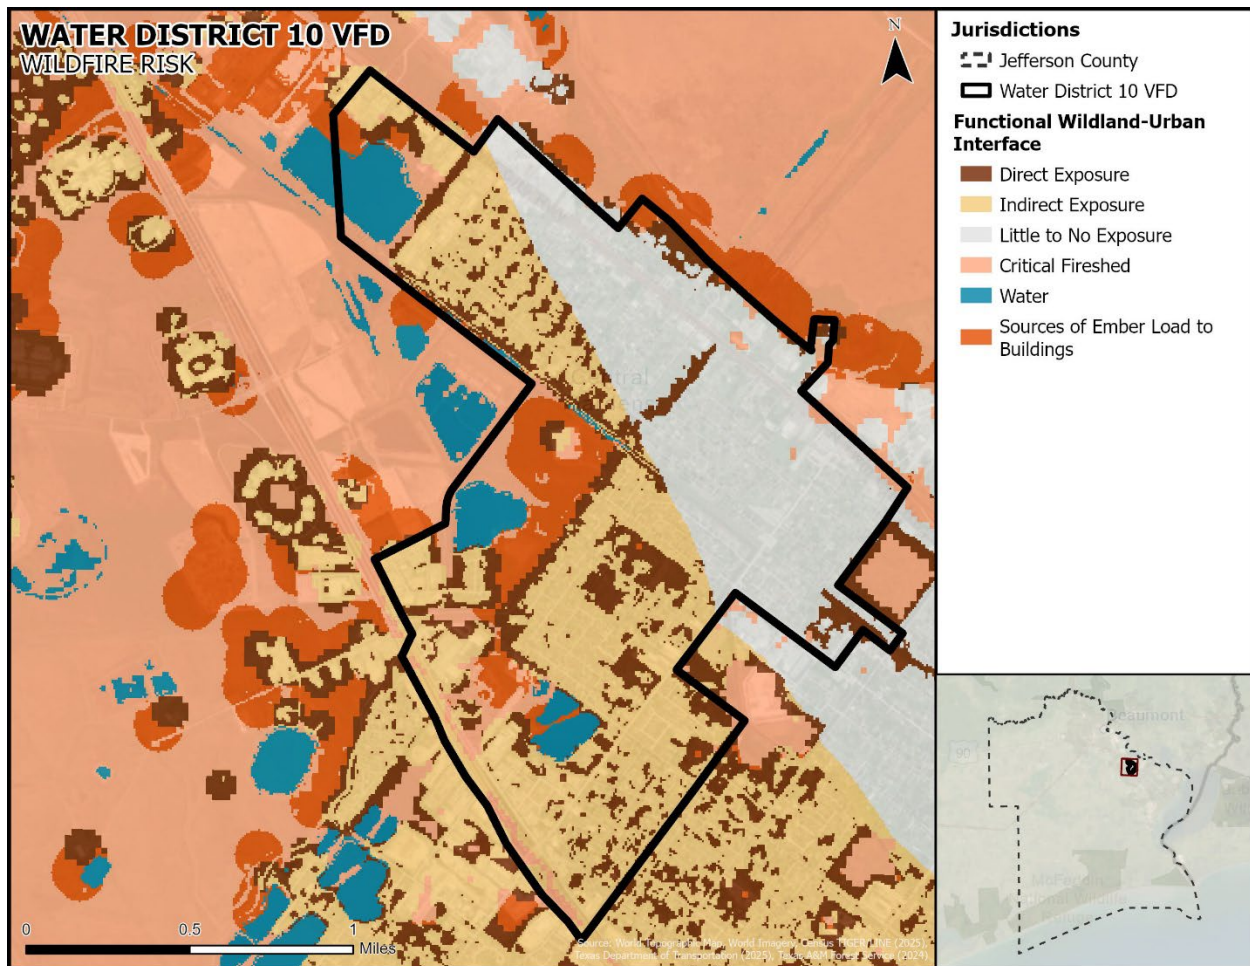 WATER DISTRICT 10 VFD
WILDFIRE RISK
N
Jurisdictions
Jefferson County
Water District 10 VFD
Functional Wildland-Urban
Interface
Direct Exposure
Indirect Exposure
Little to No Exposure
Critical Fireshed
Water
Sources of Ember Load to
Buildings
0
0.5
1
Miles
Source: World Topographic Map, World Imagery, Census TIGER/LINE (2025),
Texas Department of Transportation (2025), Texas A&M Forest Service (2024)
Beaumont